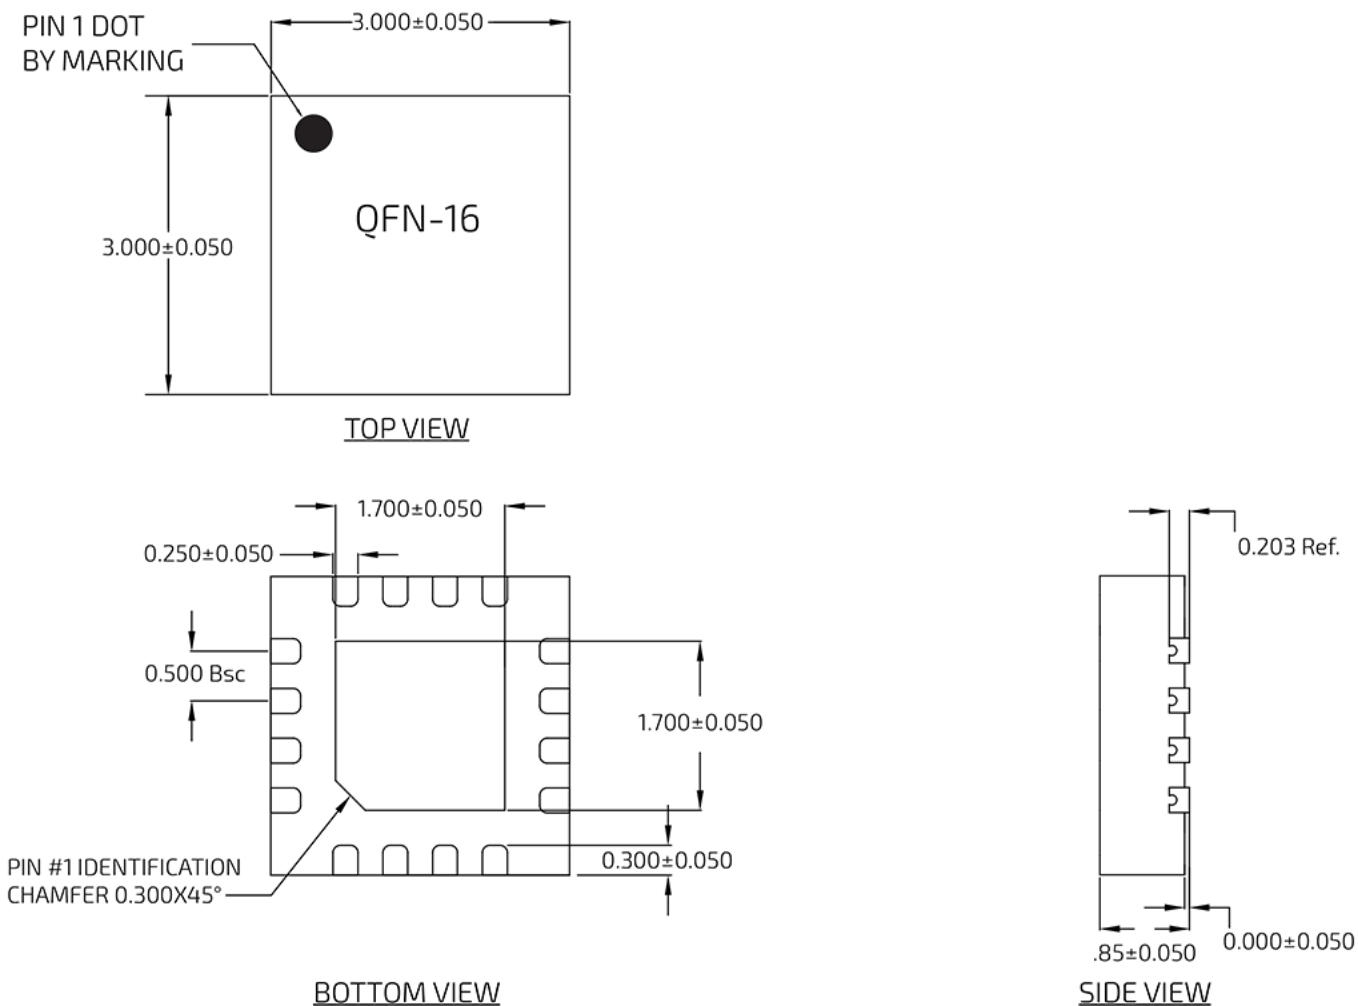 PIN 1 DOT
BY MARKING
3.000±0.050
3.000±0.050
QFN-16
TOP VIEW
1.700±0.050
0.250±0.050
0.500 Bsc
1.700±0.050
0.300±0.050
PIN #1 IDENTIFICATION
CHAMFER 0.300X45°
BOTTOM VIEW
0.203 Ref.
0.000±0.050
.85±0.050
SIDE VIEW